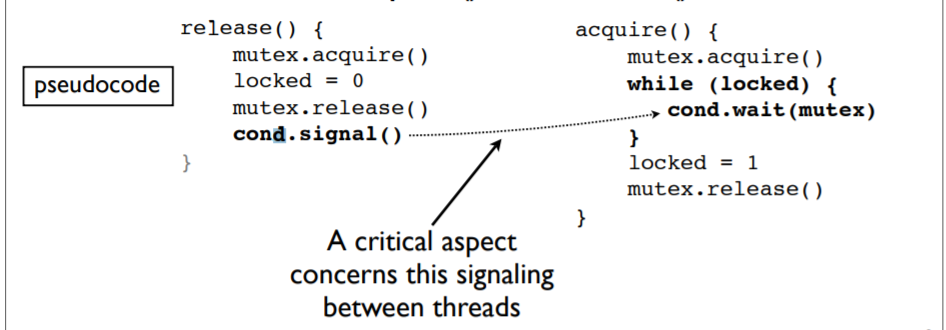 release() {
mutex.acquire()
locked = 0
mutex.release()
cond.signal()
}
pseudocode
acquire() {
mutex.acquire()
while (locked) {
cond.wait(mutex)
}
locked = 1
mutex.release()
}
A critical aspect
concerns this signaling
between threads